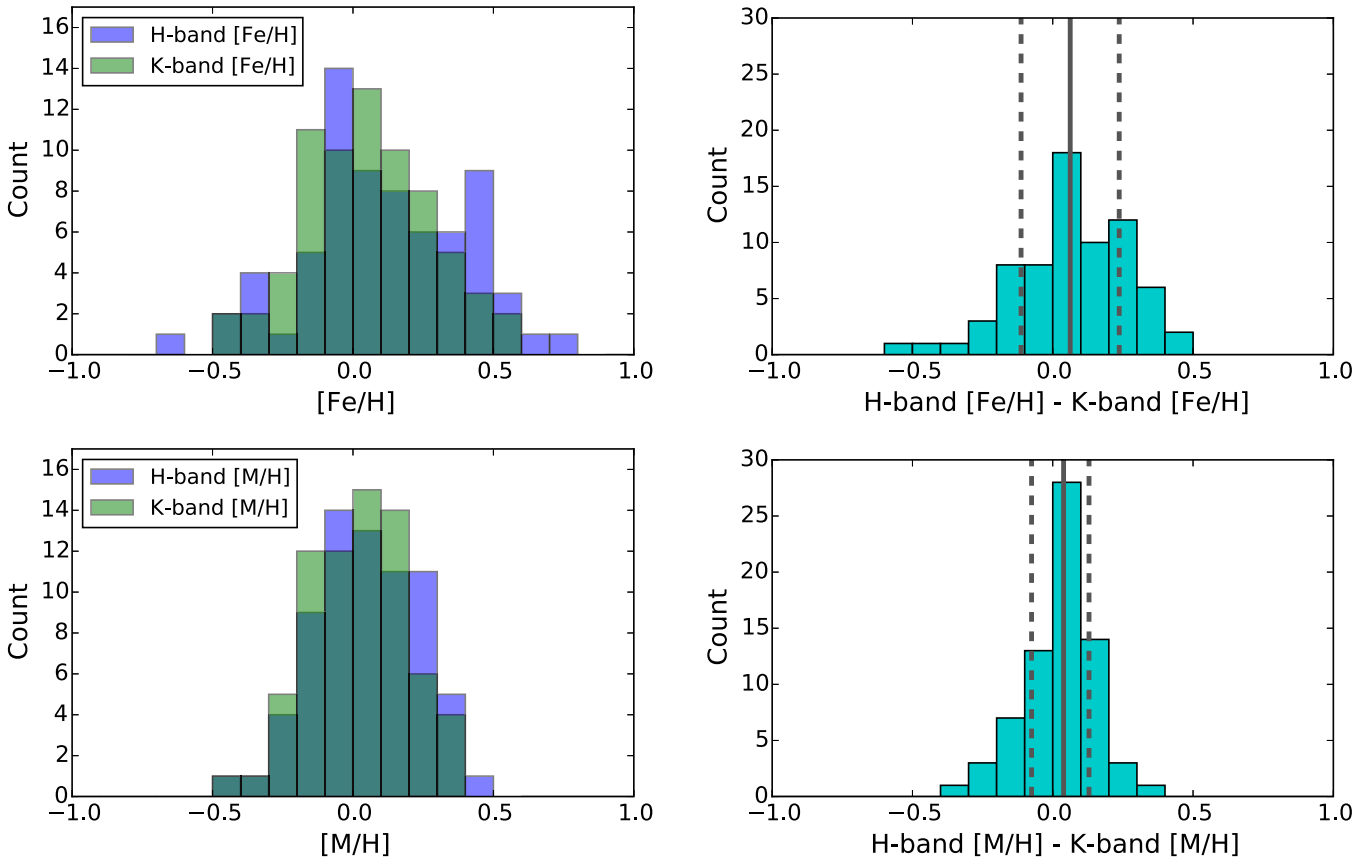 16
14
12
10
8
6
4
2
0
Count
H-band [Fe/H]
K-band [Fe/H]
−1.0 −0.5 0.0 0.5 1.0
[Fe/H]
30
25
20
15
10
5
0
Count
−1.0 −0.5 0.0 0.5 1.0
H-band [Fe/H] - K-band [Fe/H]
16
14
12
10
8
6
4
2
0
Count
H-band [M/H]
K-band [M/H]
−1.0 −0.5 0.0 0.5 1.0
[M/H]
30
25
20
15
10
5
0
Count
−1.0 −0.5 0.0 0.5 1.0
H-band [M/H] - K-band [M/H]